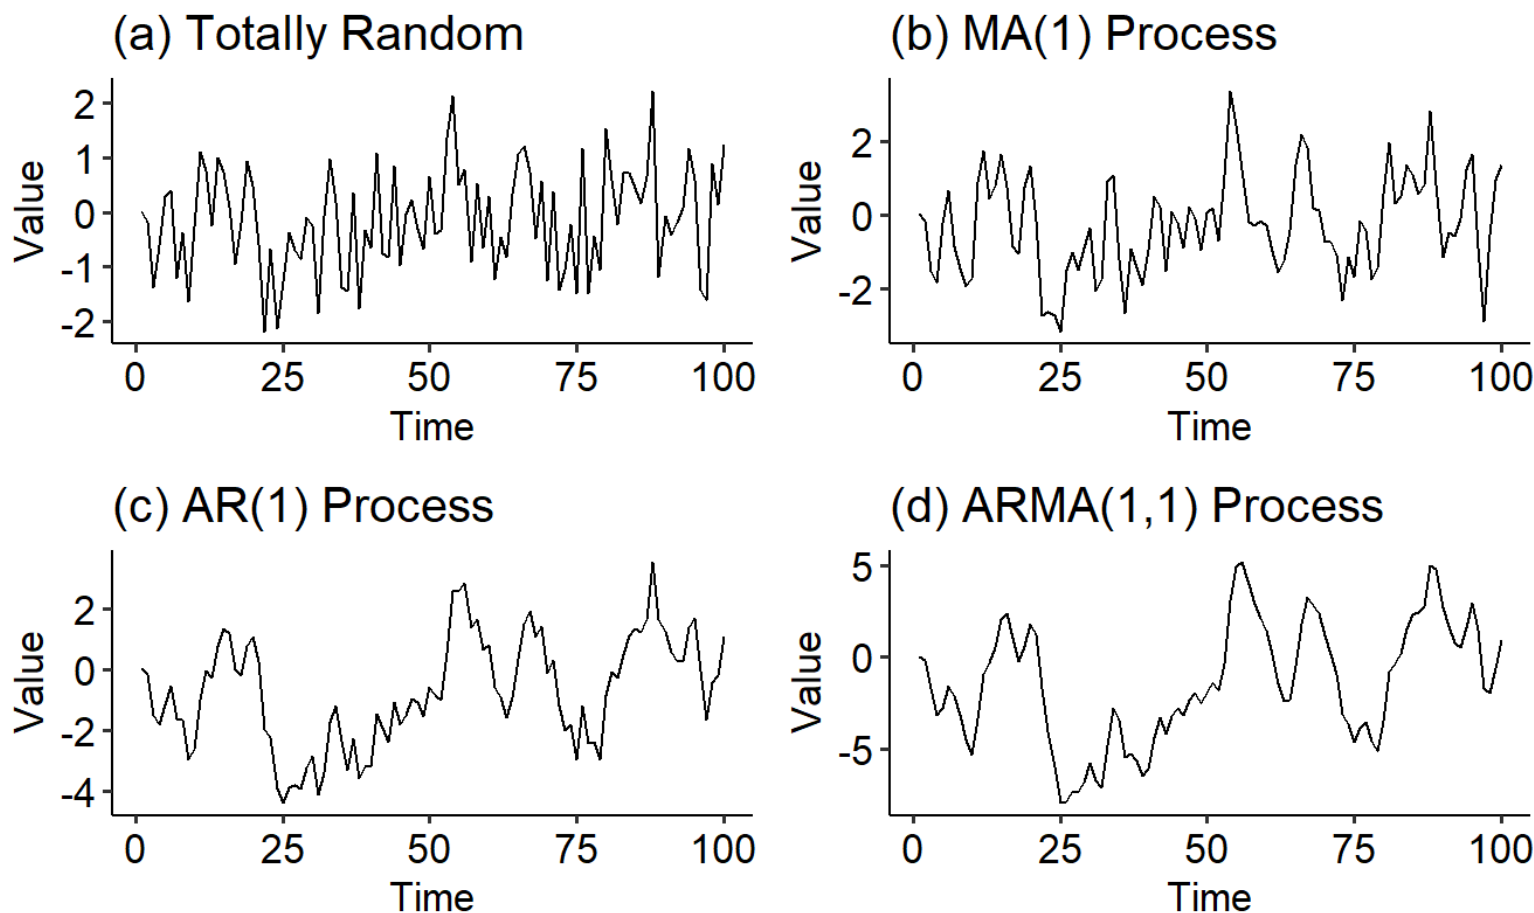 (a) Totally Random
Value
2
1
0
-1
-2
0 25 50 75 100
Time
(b) MA(1) Process
Value
2
0
-2
0 25 50 75 100
Time
(c) AR(1) Process
Value
2
0
-2
-4
0 25 50 75 100
Time
(d) ARMA(1,1) Process
Value
5
0
-5
0 25 50 75 100
Time